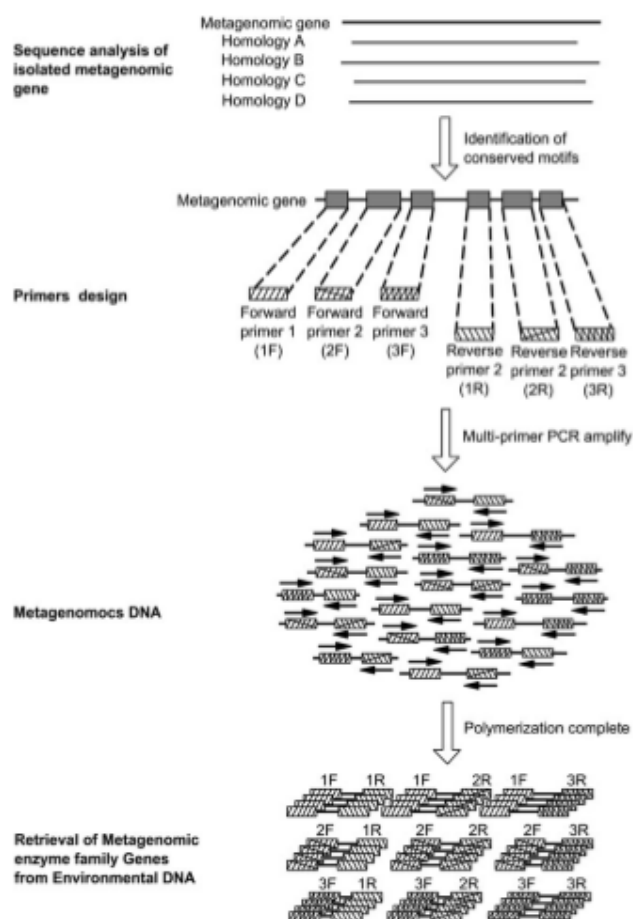 Metagenomic gene
Homology A
Homology B
Homology C
Homology D
Sequence analysis of
isolated metagenomic
gene
Identification of
conserved motifs
Metagenomic gene
Primers design
Forward primer 1 (1F)
Forward primer 2 (2F)
Forward primer 3 (3F)
Reverse primer 2 (1R)
Reverse primer 2 (2R)
Reverse primer 3 (3R)
Multi-primer PCR amplify
Metagenomocs DNA
Polymerization complete
1F 1R 1F 2R 1F 3R
Retrieval of Metagenomic
enzyme family Genes
from Environmental DNA
2F 1R 2F 2R 2F 3R
3F 1R 3F 2R 3F 3R